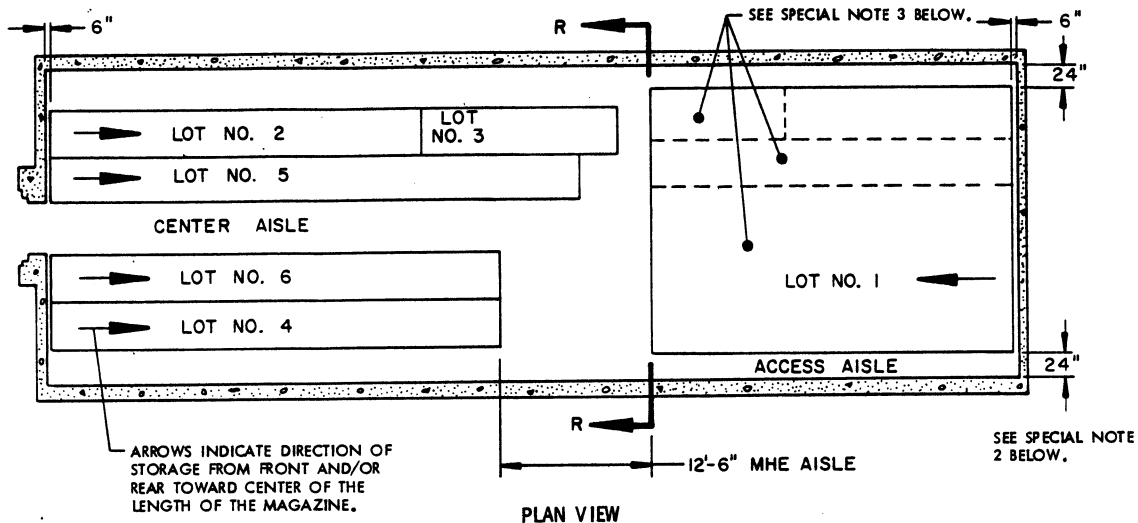 6"
R
SEE SPECIAL NOTE 3 BELOW.
6"
24"
LOT NO. 2
LOT
NO. 3
LOT NO. 5
CENTER AISLE
LOT NO. 6
LOT NO. 4
LOT NO. 1
ACCESS AISLE
24"
R
SEE SPECIAL NOTE
2 BELOW.
ARROWS INDICATE DIRECTION OF
STORAGE FROM FRONT AND/OR
REAR TOWARD CENTER OF THE
LENGTH OF THE MAGAZINE.
12'-6" MHE AISLE
PLAN VIEW